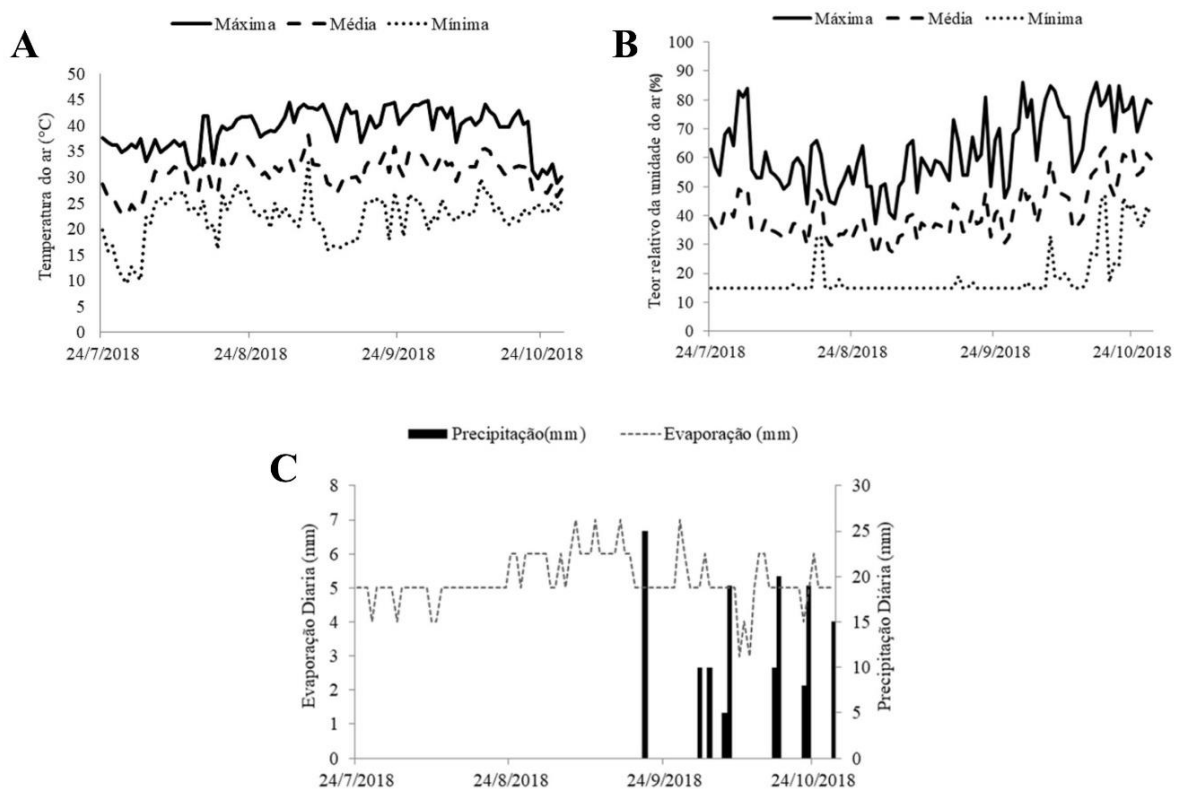 A
Máxima Média Mínima
Temperatura do ar (°C)
50
45
40
35
30
25
20
15
10
5
0
24/7/2018 24/8/2018 24/9/2018 24/10/2018
B
Máxima Média Mínima
Teor relativo da umidade do ar (%)
100
90
80
70
60
50
40
30
20
10
0
24/7/2018 24/8/2018 24/9/2018 24/10/2018
C
Precipitação(mm) Evaporação (mm)
Evaporação Diaria (mm)
8
7
6
5
4
3
2
1
0
30
25
20
15
10
5
0
Precipitação Diária (mm)
24/7/2018 24/8/2018 24/9/2018 24/10/2018